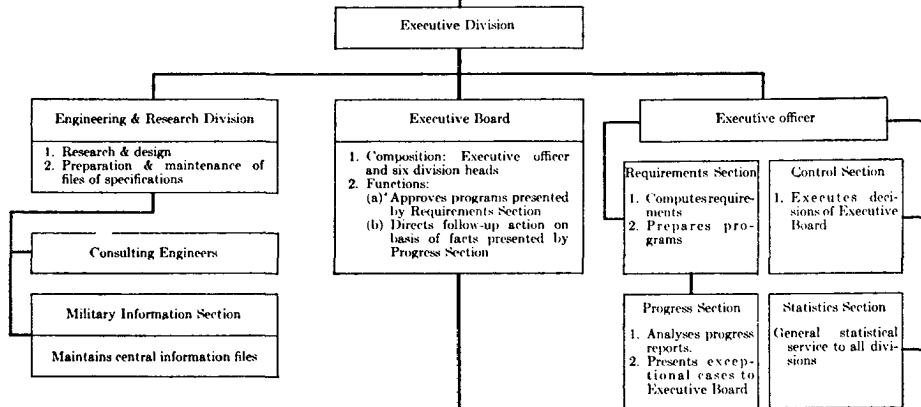 Executive Division
Engineering & Research Division
1. Research & design
2. Preparation & maintenance of
files of specifications
Consulting Engineers
Military Information Section
Maintains central information files
Executive Board
1. Composition: Executive officer
and six division heads
2. Functions:
(a) Approves programs presented
by Requirements Section
(b) Directs follow-up action on
basis of facts presented by
Progress Section
Executive officer
Requirements Section
1. Computes require-
ments
2. Prepares pro-
grams
Control Section
1. Executes deci-
sions of Executive
Board
Progress Section
1. Analyses progress
reports.
2. Presents excep-
tional cases to
Executive Board
Statistics Section
General statistical
service to all divi-
sions